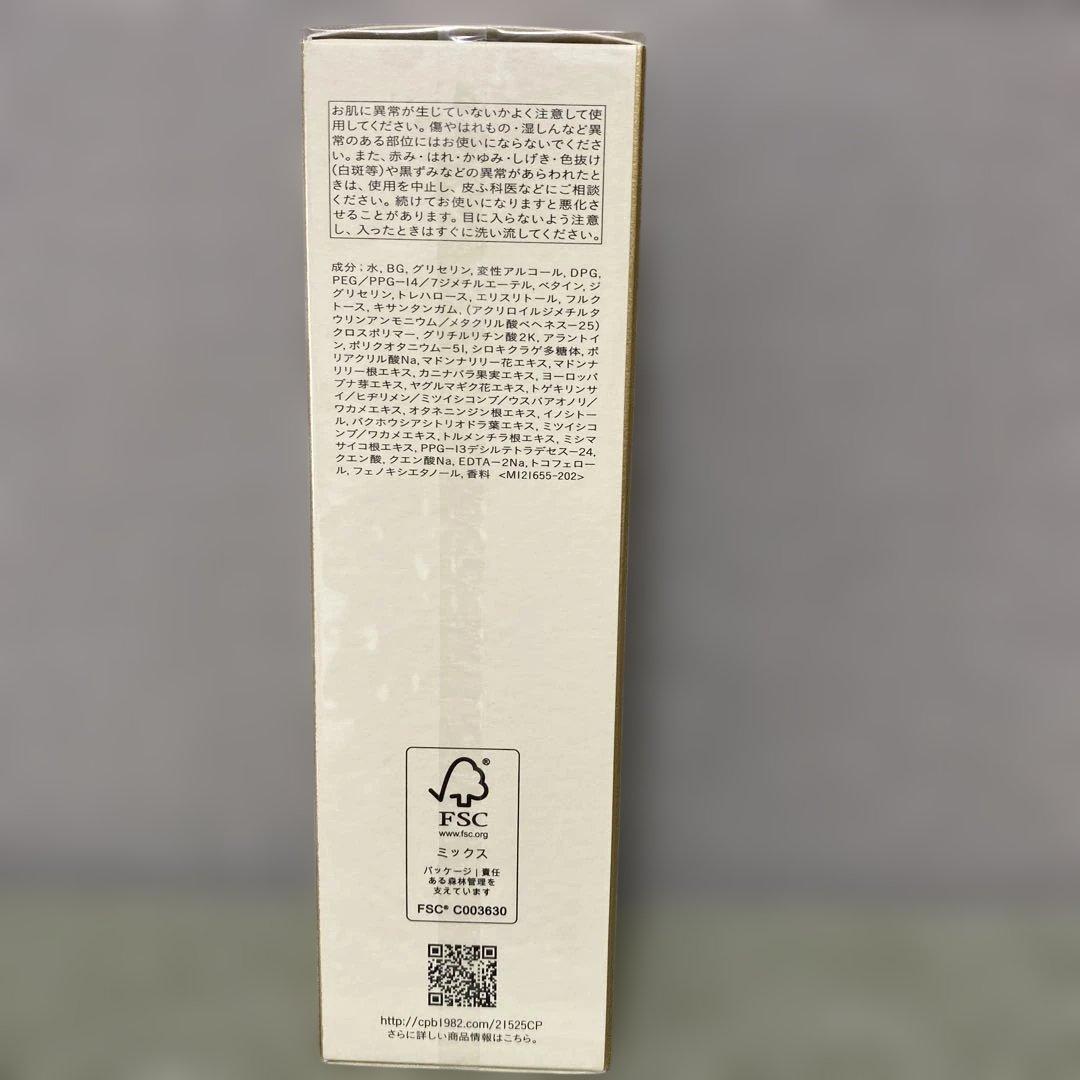 お肌に異常が生じていないかよく注意して使
用してください。傷やはれもの・湿しんなど異
常のある部位にはお使いにならないでくださ
い。また、赤み・はれ・かゆみ・しげき・色抜け
(白斑等)や黒ずみなどの異常があらわれたと
きは、使用を中止し、皮ふ科医などにご相談
ください。続けてお使いになりますと悪化さ
せることがあります。目に入らないよう注意
し、入ったときはすぐに洗い流してください。
成分;水, BG, グリセリン, 変性アルコール, DPG,
PEG/PPG-14/7ジメチルエーテル, ベタイン, ジ
グリセリン, トレハロース, エリスリトール, フルク
トース, キサンタンガム, (アクリロイルジメチルタ
ウリンアンモニウム/メタクリル酸ベヘネス-25)
クロスポリマー, グリチルリチン酸2K, アラントイ
ン, ポリクオタニウム-51, シロキクラゲ多糖体, ポ
リアクリル酸Na, マドンナリリー花エキス, マドンナ
リリー根エキス, カニナバラ果実エキス, ヨーロッパ
ブナ芽エキス, ヤグルマギク花エキス, トゲキリンサ
イ/ヒヂリメン/ミツイシコンブ/ウスバアオノリ/
ワカメエキス, オタネニンジン根エキス, イノシトー
ル, バクホウシアシトリオドラ葉エキス, ミツイシコ
ンブ/ワカメエキス, トルメンチラ根エキス, ミシマ
サイコ根エキス, PPG-13デシルテトラデセス-24,
クエン酸, クエン酸Na, EDTA-2Na, トコフェロー
ル, フェノキシエタノール, 香料 <MI21655-202>
®
FSC
www.fsc.org
ミックス
パッケージ | 責任
ある森林管理を
支えています
FSC® C003630
http://cpb1982.com/21525CP
さらに詳しい商品情報はこちら。